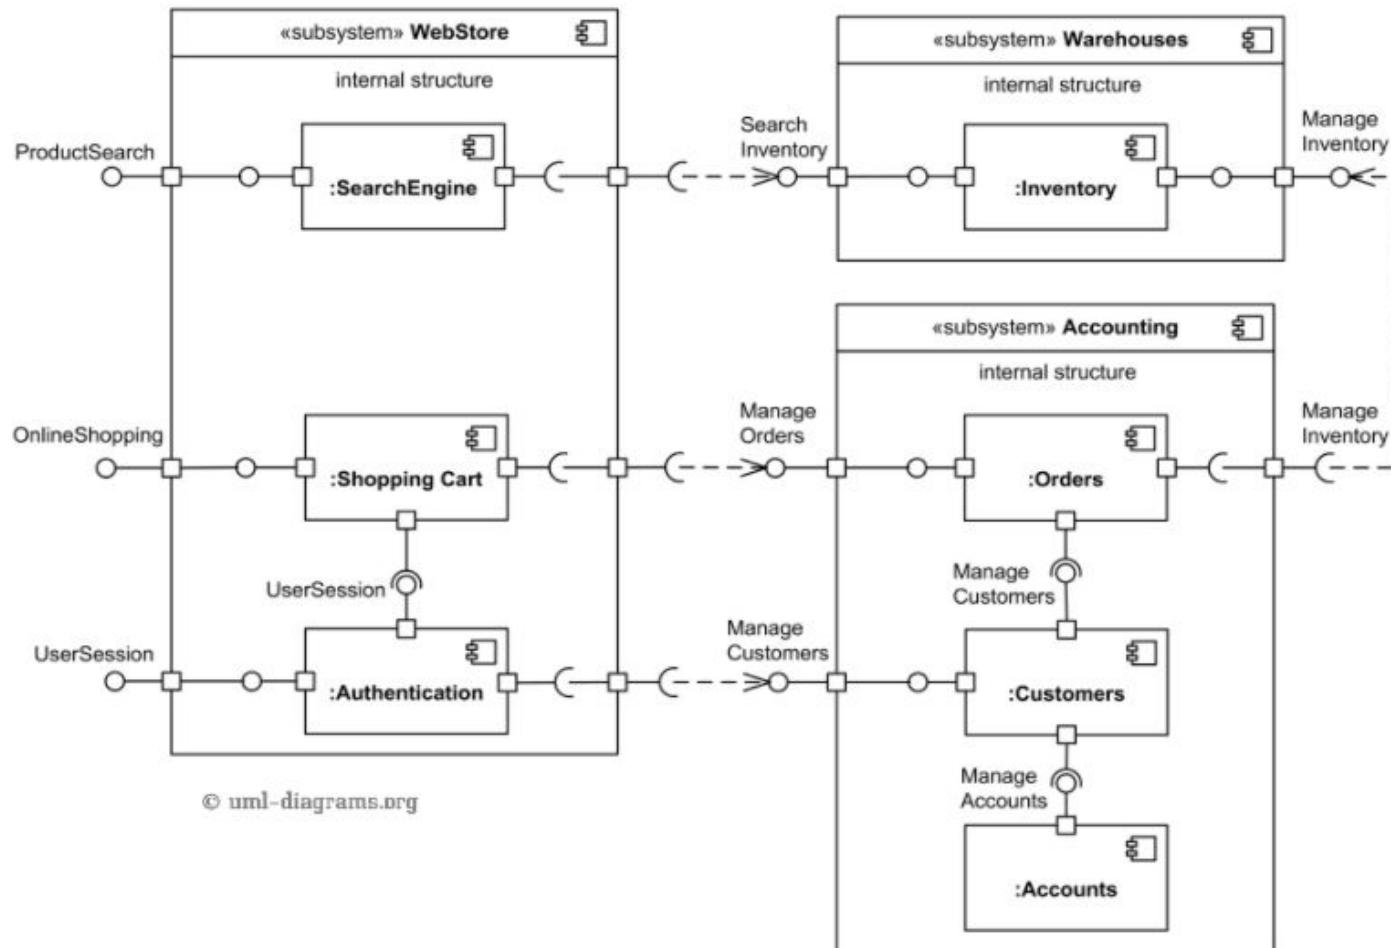 «subsystem» WebStore
internal structure
ProductSearch
:SearchEngine
OnlineShopping
:Shopping Cart
UserSession
UserSession
:Authentication
Search
Inventory
«subsystem» Warehouses
internal structure
:Inventory
Manage
Inventory
«subsystem» Accounting
internal structure
Manage
Orders
:Orders
Manage
Inventory
Manage
Customers
Manage
Customers
:Customers
Manage
Accounts
:Accounts
© uml-diagrams.org